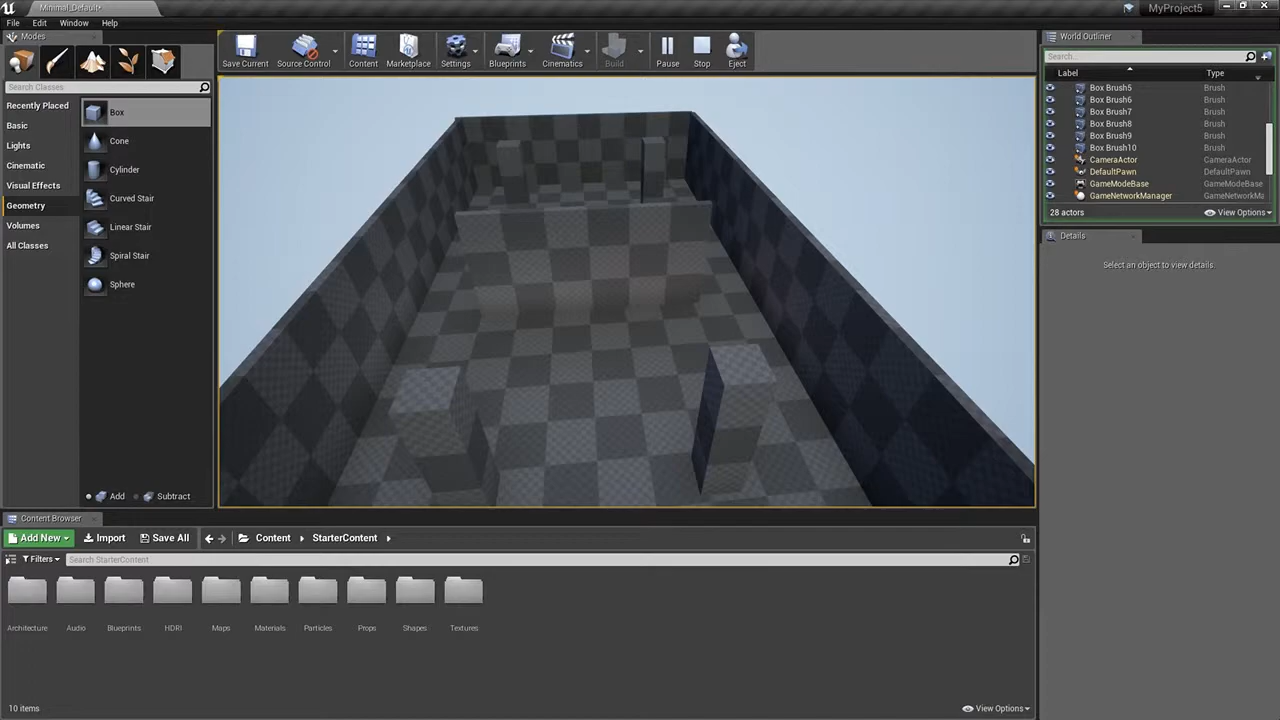 Minimal_Default*
MyProject5
File Edit Window Help
Modes
Search Classes
Recently Placed
Basic
Lights
Cinematic
Visual Effects
Geometry
Volumes
All Classes
Box
Cone
Cylinder
Curved Stair
Linear Stair
Spiral Stair
Sphere
Add Subtract
Save Current Source Control Content Marketplace Settings Blueprints Cinematics Build Pause Stop Eject
World Outliner
Search...
Label Type
Box Brush5 Brush
Box Brush6 Brush
Box Brush7 Brush
Box Brush8 Brush
Box Brush9 Brush
Box Brush10 Brush
CameraActor CameraActor
DefaultPawn DefaultPawn
GameModeBase GameModeBase
GameNetworkManager GameNetworkMa
28 actors View Options
Details
Select an object to view details.
Content Browser
Add New Import Save All Content StarterContent
Filters Search StarterContent
Architecture Audio Blueprints HDRI Maps Materials Particles Props Shapes Textures
10 items View Options